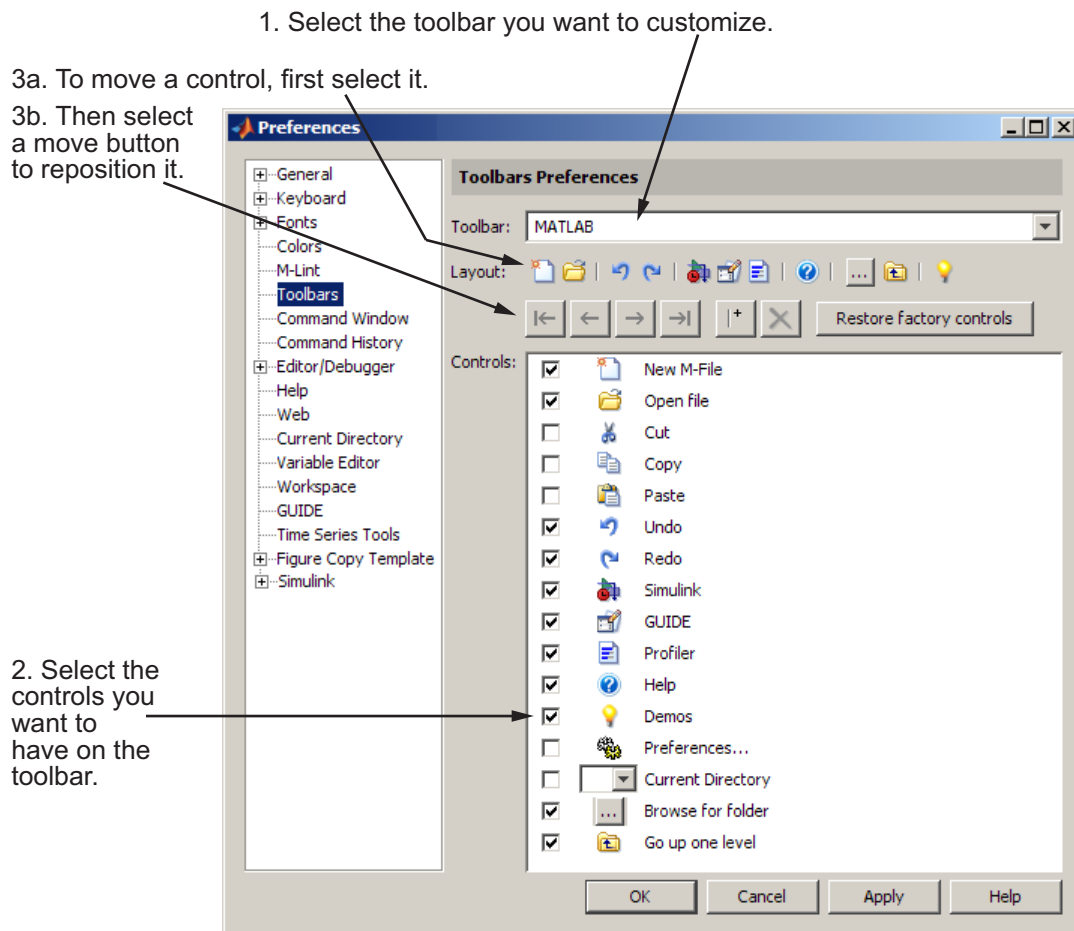 1. Select the toolbar you want to customize.
3a. To move a control, first select it.
3b. Then select
a move button
to reposition it.
Preferences
General
Keyboard
Fonts
Colors
M-Lint
Toolbars
Command Window
Command History
Editor/Debugger
Help
Web
Current Directory
Variable Editor
Workspace
GUIDE
Time Series Tools
Figure Copy Template
Simulink
Toolbars Preferences
Toolbar: MATLAB
Layout: ...
Restore factory controls
Controls:
New M-File
Open file
Cut
Copy
Paste
Undo
Redo
Simulink
GUIDE
Profiler
Help
Demos
Preferences...
Current Directory
... Browse for folder
Go up one level
2. Select the
controls you
want to
have on the
toolbar.
OK Cancel Apply Help